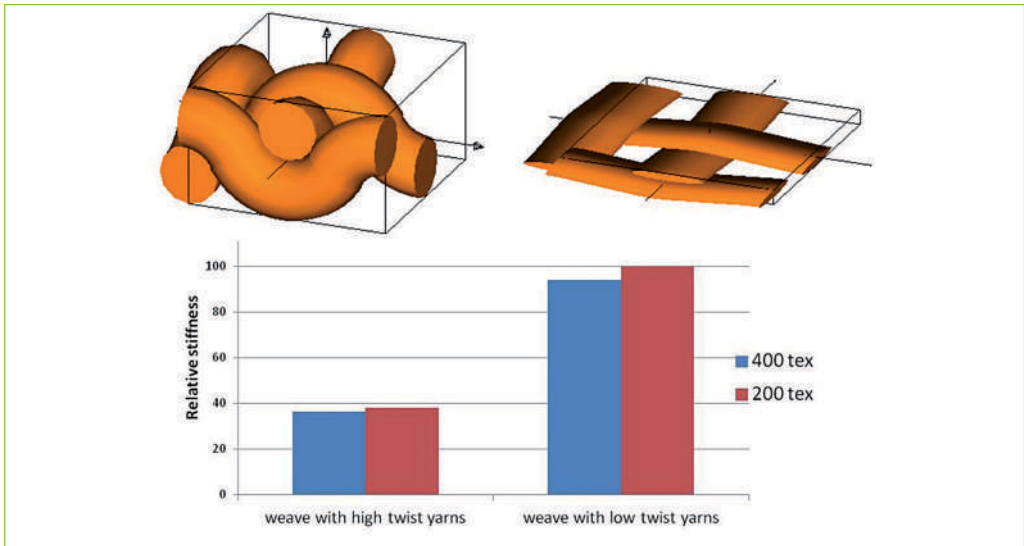 Relative stiffness
100
80
60
40
20
0
weave with high twist yarns
weave with low twist yarns
400 tex
200 tex